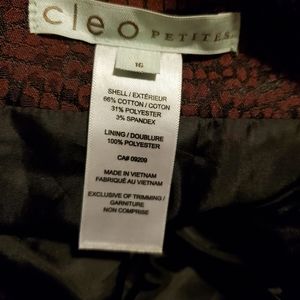 cleo PETITES
16
SHELL / EXTÉRIEUR
66% COTTON / COTON
31% POLYESTER
3% SPANDEX
LINING / DOUBLURE
100% POLYESTER
CA# 09209
MADE IN VIETNAM
FABRIQUÉ AU VIETNAM
EXCLUSIVE OF TRIMMING /
GARNITURE
NON COMPRISE